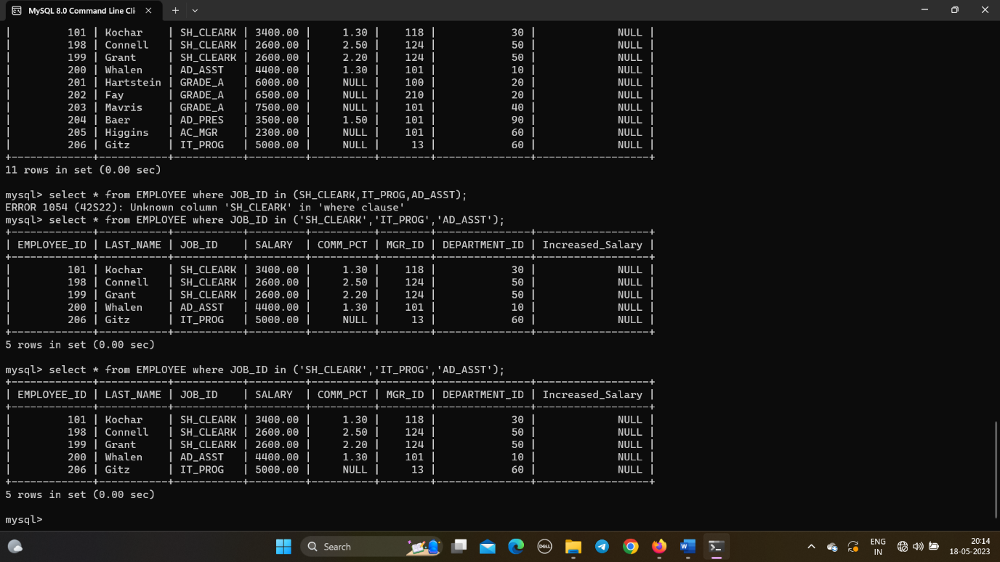 MySQL 8.0 Command Line Cli
| 101 | Kochar | SH_CLEARK | 3400.00 | 1.30 | 118 | 30 | NULL |
| 198 | Connell | SH_CLEARK | 2600.00 | 2.50 | 124 | 50 | NULL |
| 199 | Grant | SH_CLEARK | 2600.00 | 2.20 | 124 | 50 | NULL |
| 200 | Whalen | AD_ASST | 4400.00 | 1.30 | 101 | 10 | NULL |
| 201 | Hartstein | GRADE_A | 6000.00 | NULL | 100 | 20 | NULL |
| 202 | Fay | GRADE_A | 6500.00 | NULL | 210 | 20 | NULL |
| 203 | Mavris | GRADE_A | 7500.00 | NULL | 101 | 40 | NULL |
| 204 | Baer | AD_PRES | 3500.00 | 1.50 | 101 | 90 | NULL |
| 205 | Higgins | AC_MGR | 2300.00 | NULL | 101 | 60 | NULL |
| 206 | Gitz | IT_PROG | 5000.00 | NULL | 13 | 60 | NULL |
11 rows in set (0.00 sec)
mysql> select * from EMPLOYEE where JOB_ID in (SH_CLEARK,IT_PROG,AD_ASST);
ERROR 1054 (42S22): Unknown column 'SH_CLEARK' in 'where clause'
mysql> select * from EMPLOYEE where JOB_ID in ('SH_CLEARK','IT_PROG','AD_ASST');
| EMPLOYEE_ID | LAST_NAME | JOB_ID | SALARY | COMM_PCT | MGR_ID | DEPARTMENT_ID | Increased_Salary |
| 101 | Kochar | SH_CLEARK | 3400.00 | 1.30 | 118 | 30 | NULL |
| 198 | Connell | SH_CLEARK | 2600.00 | 2.50 | 124 | 50 | NULL |
| 199 | Grant | SH_CLEARK | 2600.00 | 2.20 | 124 | 50 | NULL |
| 200 | Whalen | AD_ASST | 4400.00 | 1.30 | 101 | 10 | NULL |
| 206 | Gitz | IT_PROG | 5000.00 | NULL | 13 | 60 | NULL |
5 rows in set (0.00 sec)
mysql> select * from EMPLOYEE where JOB_ID in ('SH_CLEARK','IT_PROG','AD_ASST');
| EMPLOYEE_ID | LAST_NAME | JOB_ID | SALARY | COMM_PCT | MGR_ID | DEPARTMENT_ID | Increased_Salary |
| 101 | Kochar | SH_CLEARK | 3400.00 | 1.30 | 118 | 30 | NULL |
| 198 | Connell | SH_CLEARK | 2600.00 | 2.50 | 124 | 50 | NULL |
| 199 | Grant | SH_CLEARK | 2600.00 | 2.20 | 124 | 50 | NULL |
| 200 | Whalen | AD_ASST | 4400.00 | 1.30 | 101 | 10 | NULL |
| 206 | Gitz | IT_PROG | 5000.00 | NULL | 13 | 60 | NULL |
5 rows in set (0.00 sec)
mysql>
Search
DELL
W
ENG
IN
20:14
18-05-2023